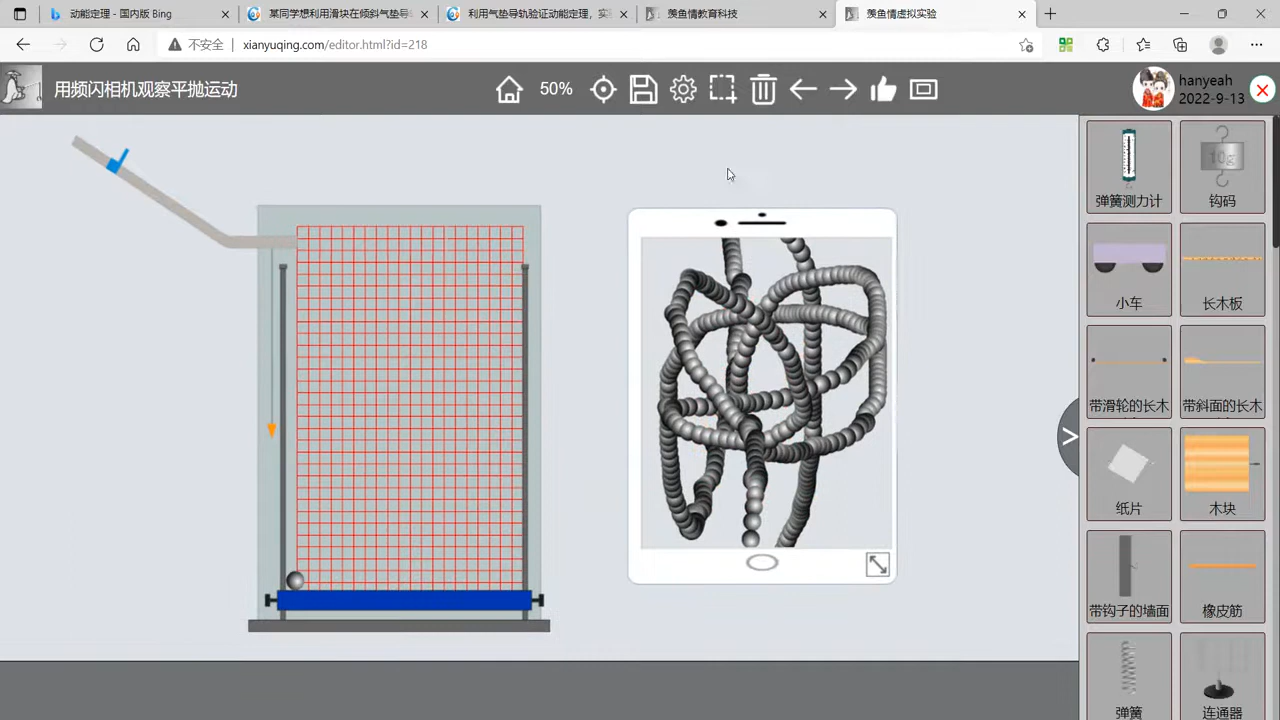 动能定理 - 国内版 Bing
某同学想利用滑块在倾斜气垫导
利用气垫导轨验证动能定理，实
羡鱼情教育科技
羡鱼情虚拟实验
不安全
xianyuqing.com/editor.html?id=218
用频闪相机观察平抛运动
50%
hanyeah
2022-9-13
弹簧测力计
10g
钩码
小车
长木板
带滑轮的长木
带斜面的长木
纸片
木块
带钩子的墙面
橡皮筋
弹簧
连通器